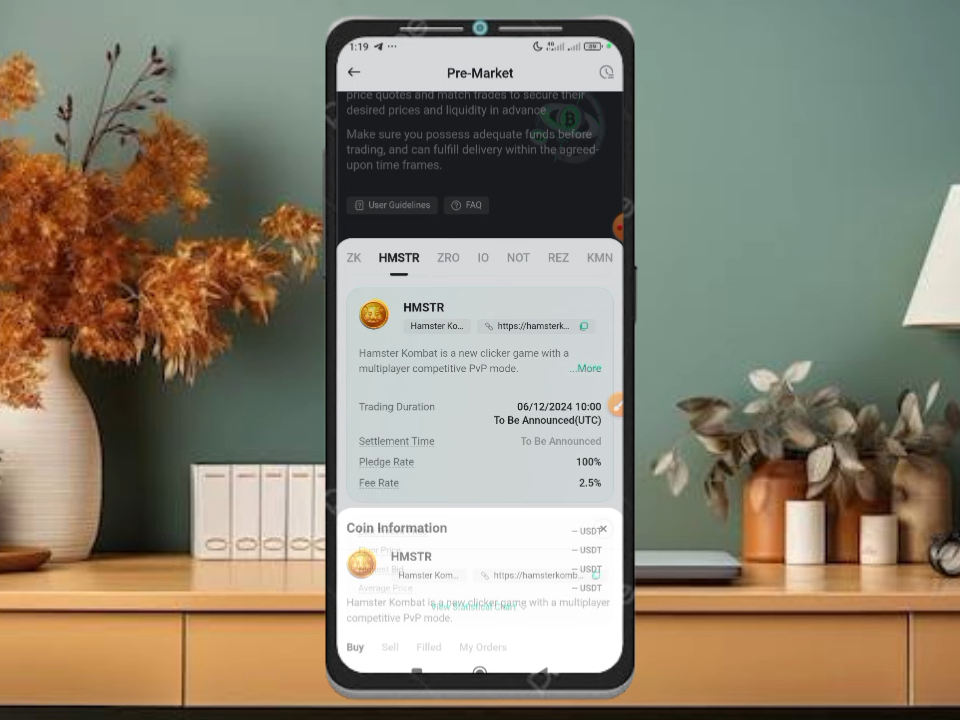 1:19
4G
89
Pre-Market
price quotes and match trades to secure their
desired prices and liquidity in advance.
Make sure you possess adequate funds before
trading, and can fulfill delivery within the agreed-
upon time frames.
User Guidelines
FAQ
ZK HMSTR ZRO IO NOT REZ KMN
HMSTR
Hamster Ko... https://hamsterk...
Hamster Kombat is a new clicker game with a
multiplayer competitive PvP mode. ...More
Trading Duration 06/12/2024 10:00
To Be Announced(UTC)
Settlement Time To Be Announced
Pledge Rate 100%
Fee Rate 2.5%
Coin Information
-- USDT
-- USDT
HMSTR
-- USDT
Hamster Kom... https://hamsterkomb...
Average Price -- USDT
Hamster Kombat is a new clicker game with a multiplayer
View Statistical Chart
competitive PvP mode.
Buy Sell Filled My Orders